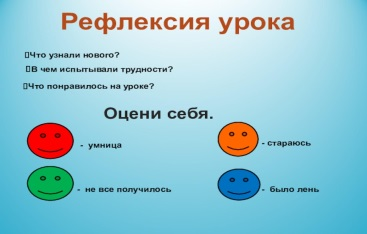 Рефлексия урока
Что узнали нового?
В чем испытывали трудности?
Что понравилось на уроке?
Оцени себя.
- умница
- стараюсь
- не все получилось
- было лень